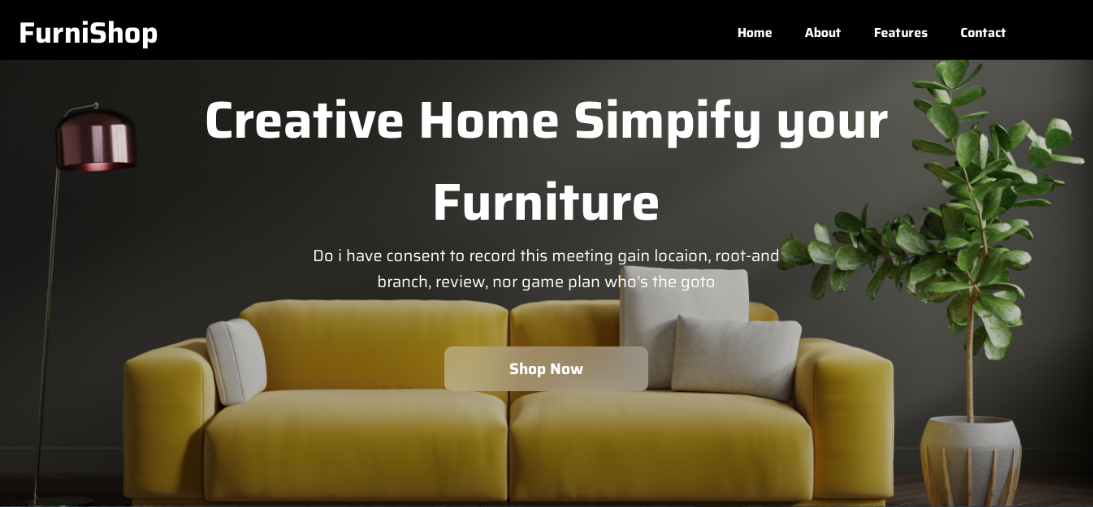 FurniShop
Home About Features Contact
Creative Home Simpify your
Furniture
Do i have consent to record this meeting gain locaion, root-and
branch, review, nor game plan who's the goto
Shop Now